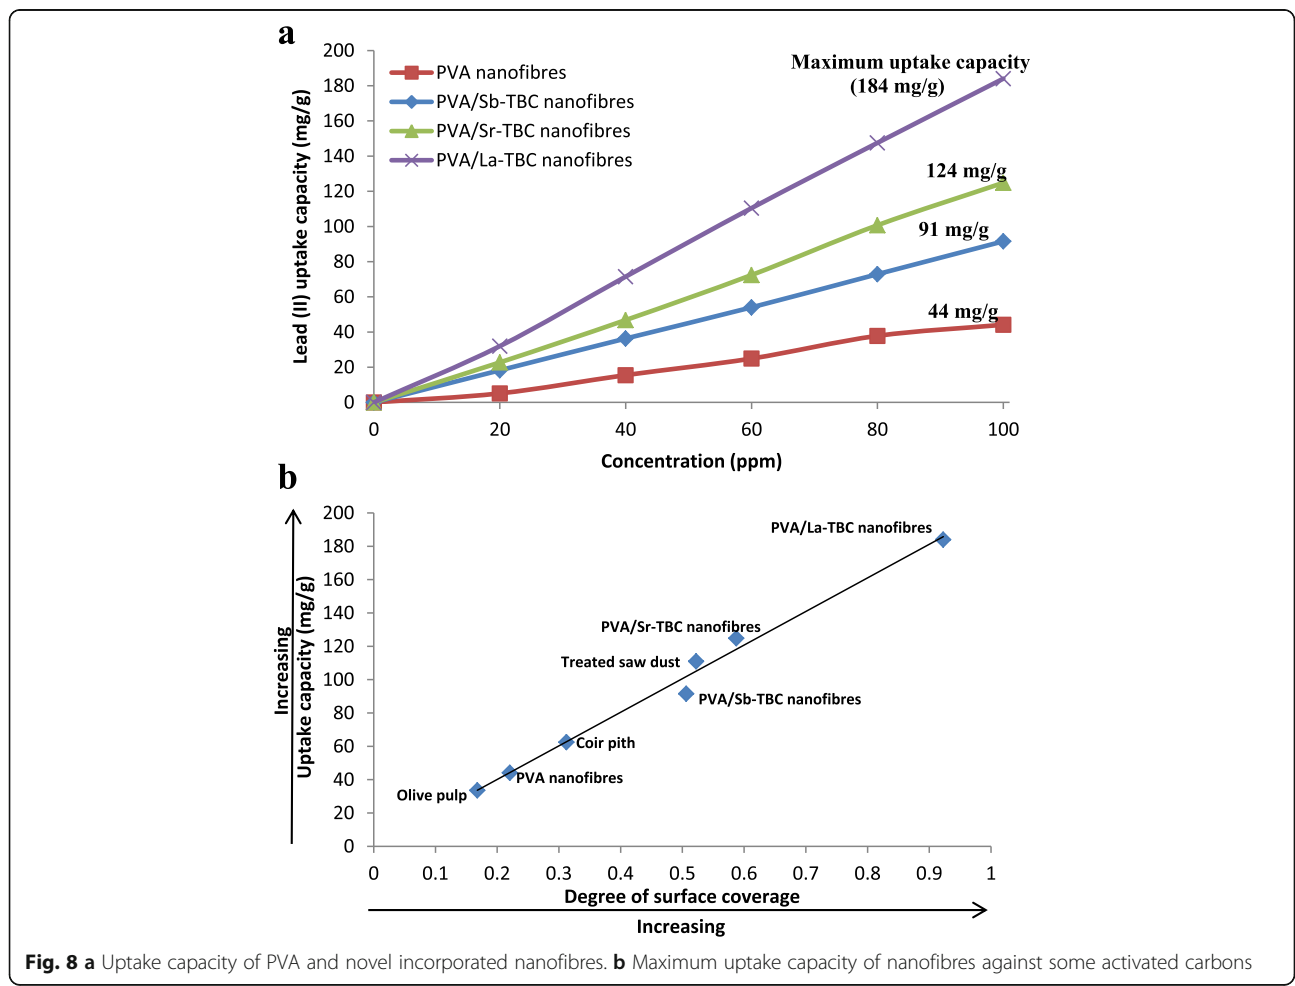 a
200
180
160
140
120
100
80
60
40
20
0
Lead (II) uptake capacity (mg/g)
PVA nanofibres
PVA/Sb-TBC nanofibres
PVA/Sr-TBC nanofibres
PVA/La-TBC nanofibres
Maximum uptake capacity
(184 mg/g)
124 mg/g
91 mg/g
44 mg/g
0 20 40 60 80 100
Concentration (ppm)
b
200
180
160
140
120
100
80
60
40
20
0
Increasing
Uptake capacity (mg/g)
PVA/La-TBC nanofibres
PVA/Sr-TBC nanofibres
Treated saw dust
PVA/Sb-TBC nanofibres
Coir pith
PVA nanofibres
Olive pulp
0 0.1 0.2 0.3 0.4 0.5 0.6 0.7 0.8 0.9 1
Degree of surface coverage
Increasing
Fig. 8 a Uptake capacity of PVA and novel incorporated nanofibres. b Maximum uptake capacity of nanofibres against some activated carbons